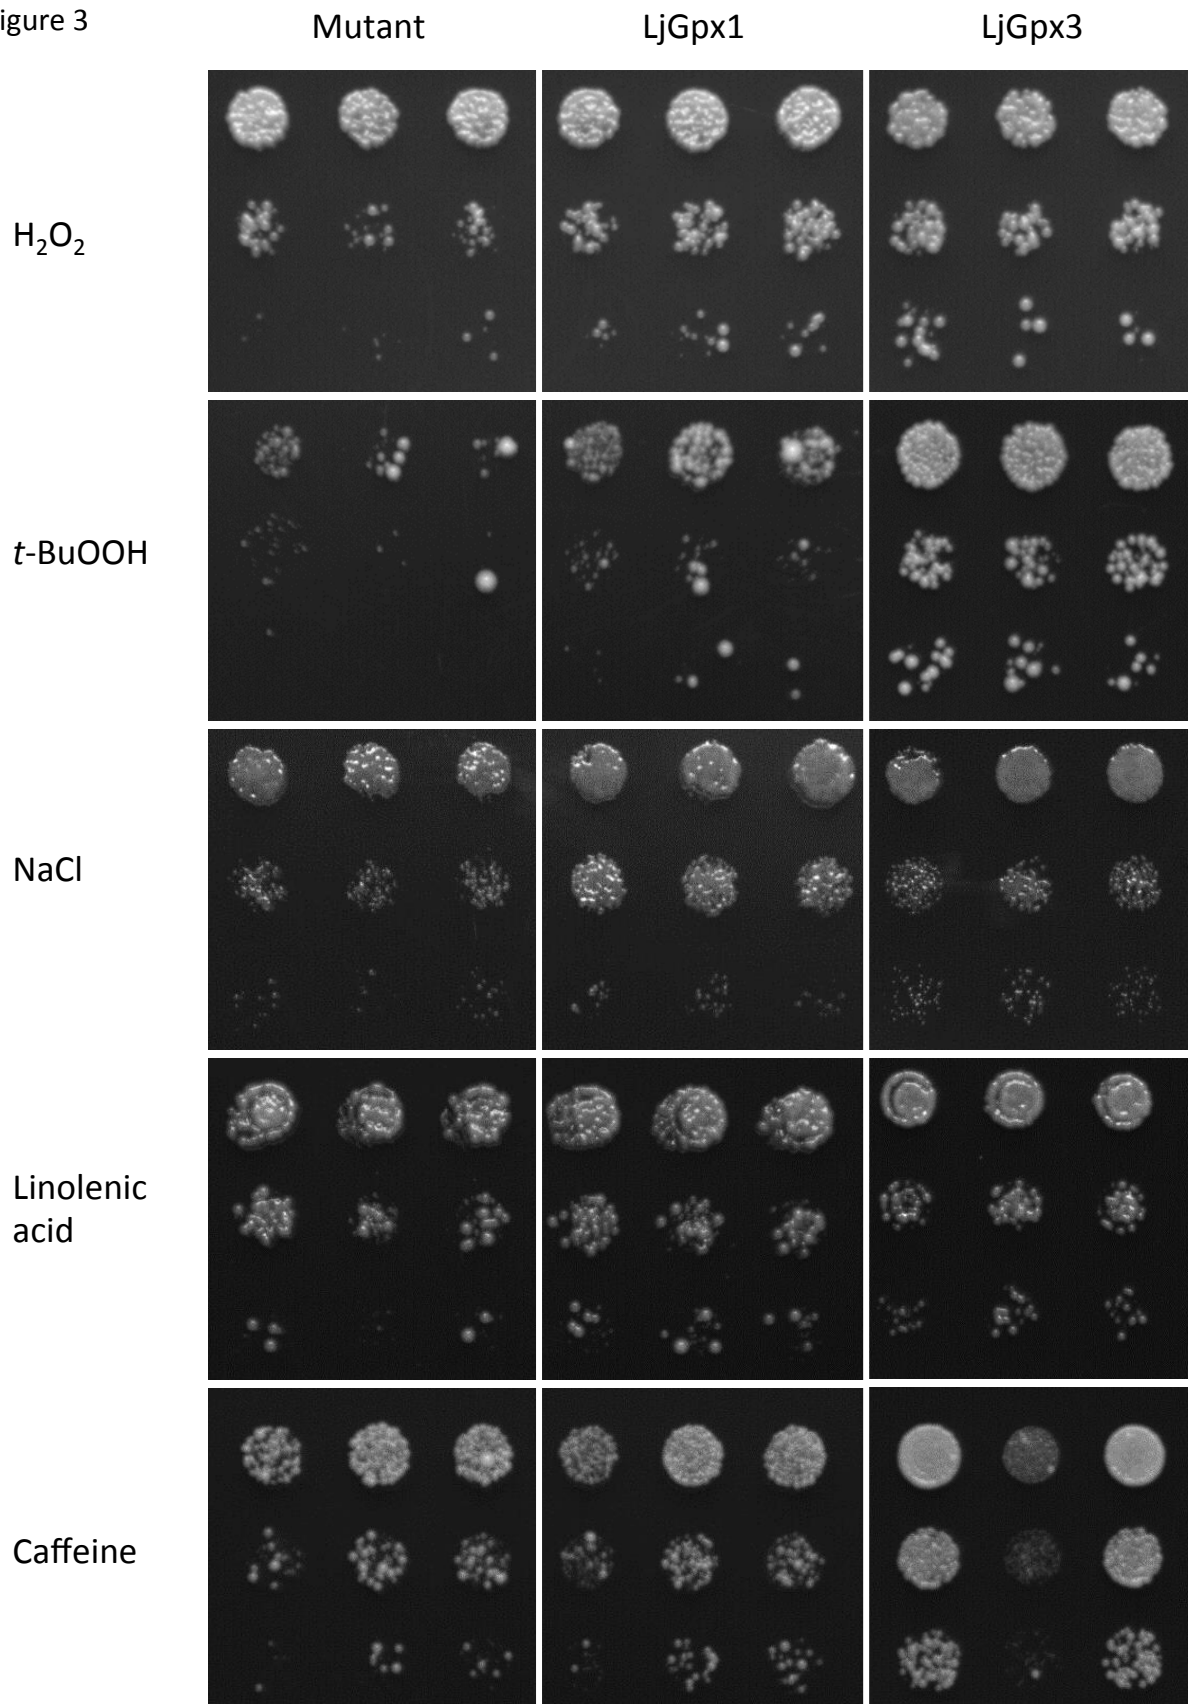 igure 3
Mutant LjGpx1 LjGpx3
H₂O₂
t-BuOOH
NaCl
Linolenic
acid
Caffeine